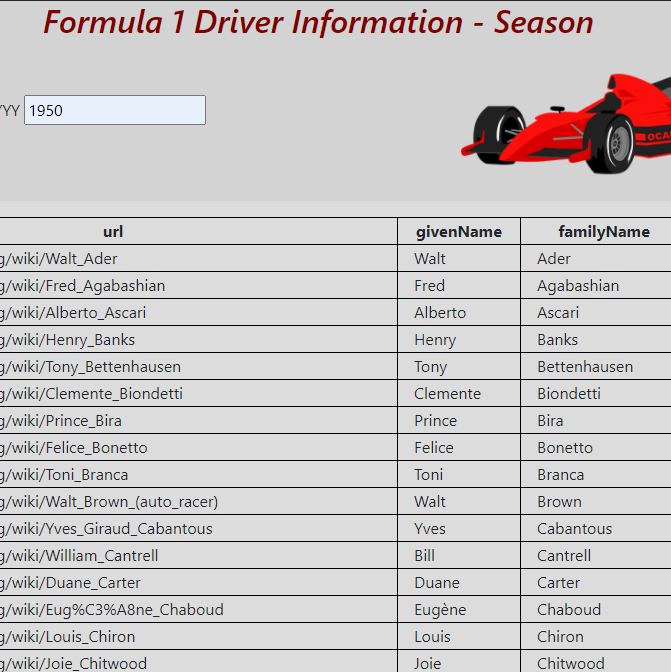 Formula 1 Driver Information - Season
YYY 1950
OCA
url givenName familyName
g/wiki/Walt_Ader Walt Ader
g/wiki/Fred_Agabashian Fred Agabashian
g/wiki/Alberto_Ascari Alberto Ascari
g/wiki/Henry_Banks Henry Banks
g/wiki/Tony_Bettenhausen Tony Bettenhausen
g/wiki/Clemente_Biondetti Clemente Biondetti
g/wiki/Prince_Bira Prince Bira
g/wiki/Felice_Bonetto Felice Bonetto
g/wiki/Toni_Branca Toni Branca
g/wiki/Walt_Brown_(auto_racer) Walt Brown
g/wiki/Yves_Giraud_Cabantous Yves Cabantous
g/wiki/William_Cantrell Bill Cantrell
g/wiki/Duane_Carter Duane Carter
g/wiki/Eug%C3%A8ne_Chaboud Eugène Chaboud
g/wiki/Louis_Chiron Louis Chiron
g/wiki/Joie_Chitwood Joie Chitwood